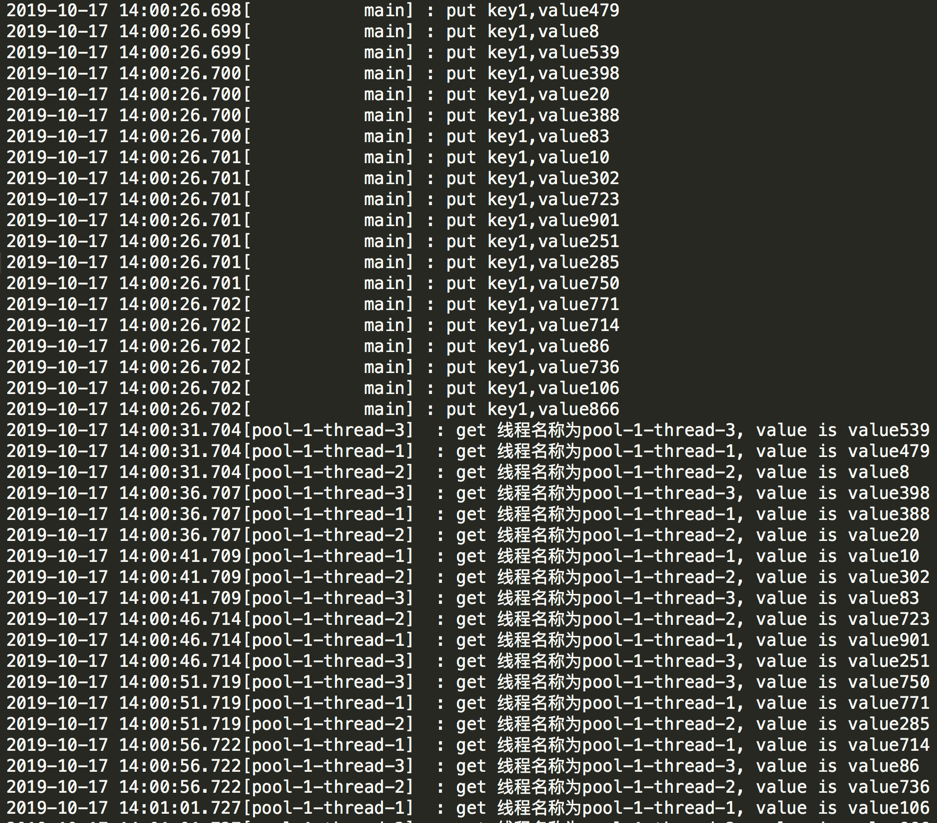 2019-10-17 14:00:26.698[           main] : put key1,value479
2019-10-17 14:00:26.699[           main] : put key1,value8
2019-10-17 14:00:26.699[           main] : put key1,value539
2019-10-17 14:00:26.700[           main] : put key1,value398
2019-10-17 14:00:26.700[           main] : put key1,value20
2019-10-17 14:00:26.700[           main] : put key1,value388
2019-10-17 14:00:26.700[           main] : put key1,value83
2019-10-17 14:00:26.701[           main] : put key1,value10
2019-10-17 14:00:26.701[           main] : put key1,value302
2019-10-17 14:00:26.701[           main] : put key1,value723
2019-10-17 14:00:26.701[           main] : put key1,value901
2019-10-17 14:00:26.701[           main] : put key1,value251
2019-10-17 14:00:26.701[           main] : put key1,value285
2019-10-17 14:00:26.701[           main] : put key1,value750
2019-10-17 14:00:26.702[           main] : put key1,value771
2019-10-17 14:00:26.702[           main] : put key1,value714
2019-10-17 14:00:26.702[           main] : put key1,value86
2019-10-17 14:00:26.702[           main] : put key1,value736
2019-10-17 14:00:26.702[           main] : put key1,value106
2019-10-17 14:00:26.702[           main] : put key1,value866
2019-10-17 14:00:31.704[pool-1-thread-3]  : get 线程名称为pool-1-thread-3, value is value539
2019-10-17 14:00:31.704[pool-1-thread-1]  : get 线程名称为pool-1-thread-1, value is value479
2019-10-17 14:00:31.704[pool-1-thread-2]  : get 线程名称为pool-1-thread-2, value is value8
2019-10-17 14:00:36.707[pool-1-thread-3]  : get 线程名称为pool-1-thread-3, value is value398
2019-10-17 14:00:36.707[pool-1-thread-1]  : get 线程名称为pool-1-thread-1, value is value388
2019-10-17 14:00:36.707[pool-1-thread-2]  : get 线程名称为pool-1-thread-2, value is value20
2019-10-17 14:00:41.709[pool-1-thread-1]  : get 线程名称为pool-1-thread-1, value is value10
2019-10-17 14:00:41.709[pool-1-thread-2]  : get 线程名称为pool-1-thread-2, value is value302
2019-10-17 14:00:41.709[pool-1-thread-3]  : get 线程名称为pool-1-thread-3, value is value83
2019-10-17 14:00:46.714[pool-1-thread-2]  : get 线程名称为pool-1-thread-2, value is value723
2019-10-17 14:00:46.714[pool-1-thread-1]  : get 线程名称为pool-1-thread-1, value is value901
2019-10-17 14:00:46.714[pool-1-thread-3]  : get 线程名称为pool-1-thread-3, value is value251
2019-10-17 14:00:51.719[pool-1-thread-3]  : get 线程名称为pool-1-thread-3, value is value750
2019-10-17 14:00:51.719[pool-1-thread-1]  : get 线程名称为pool-1-thread-1, value is value771
2019-10-17 14:00:51.719[pool-1-thread-2]  : get 线程名称为pool-1-thread-2, value is value285
2019-10-17 14:00:56.722[pool-1-thread-1]  : get 线程名称为pool-1-thread-1, value is value714
2019-10-17 14:00:56.722[pool-1-thread-3]  : get 线程名称为pool-1-thread-3, value is value86
2019-10-17 14:00:56.722[pool-1-thread-2]  : get 线程名称为pool-1-thread-2, value is value736
2019-10-17 14:01:01.727[pool-1-thread-1]  : get 线程名称为pool-1-thread-1, value is value106